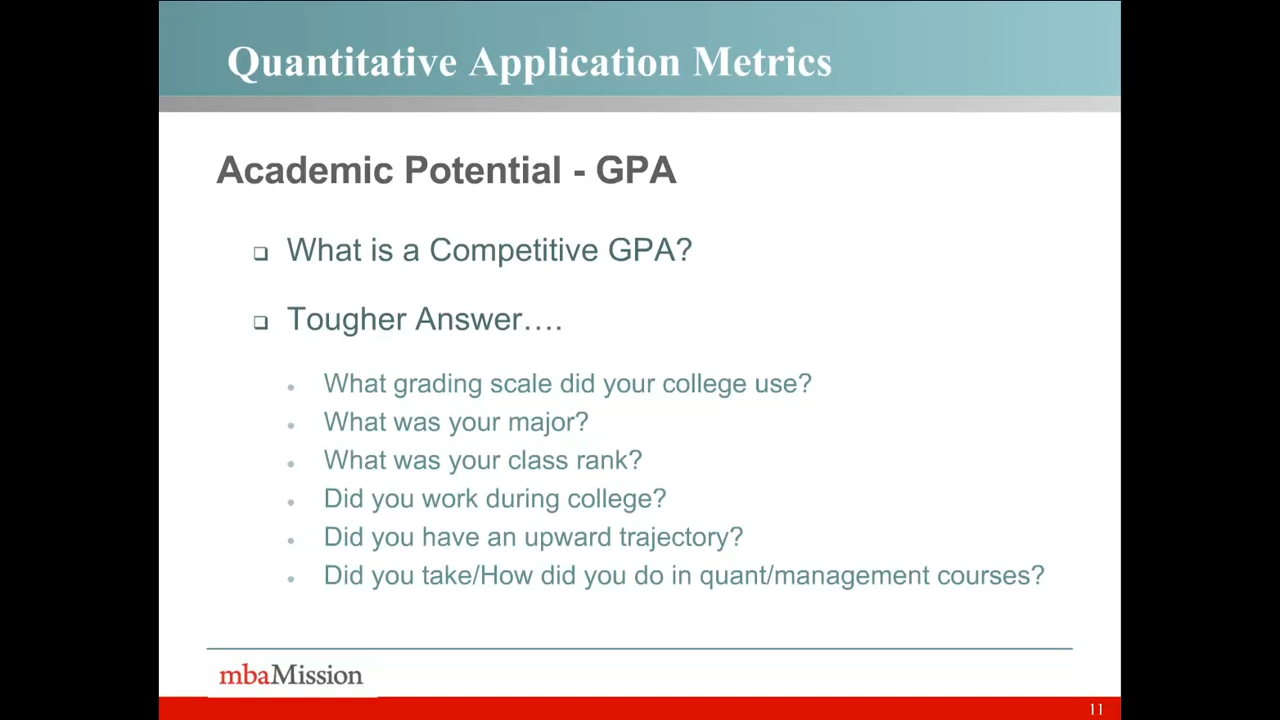 Quantitative Application Metrics
Academic Potential - GPA
What is a Competitive GPA?
Tougher Answer....
What grading scale did your college use?
What was your major?
What was your class rank?
Did you work during college?
Did you have an upward trajectory?
Did you take/How did you do in quant/management courses?
mbaMission
11